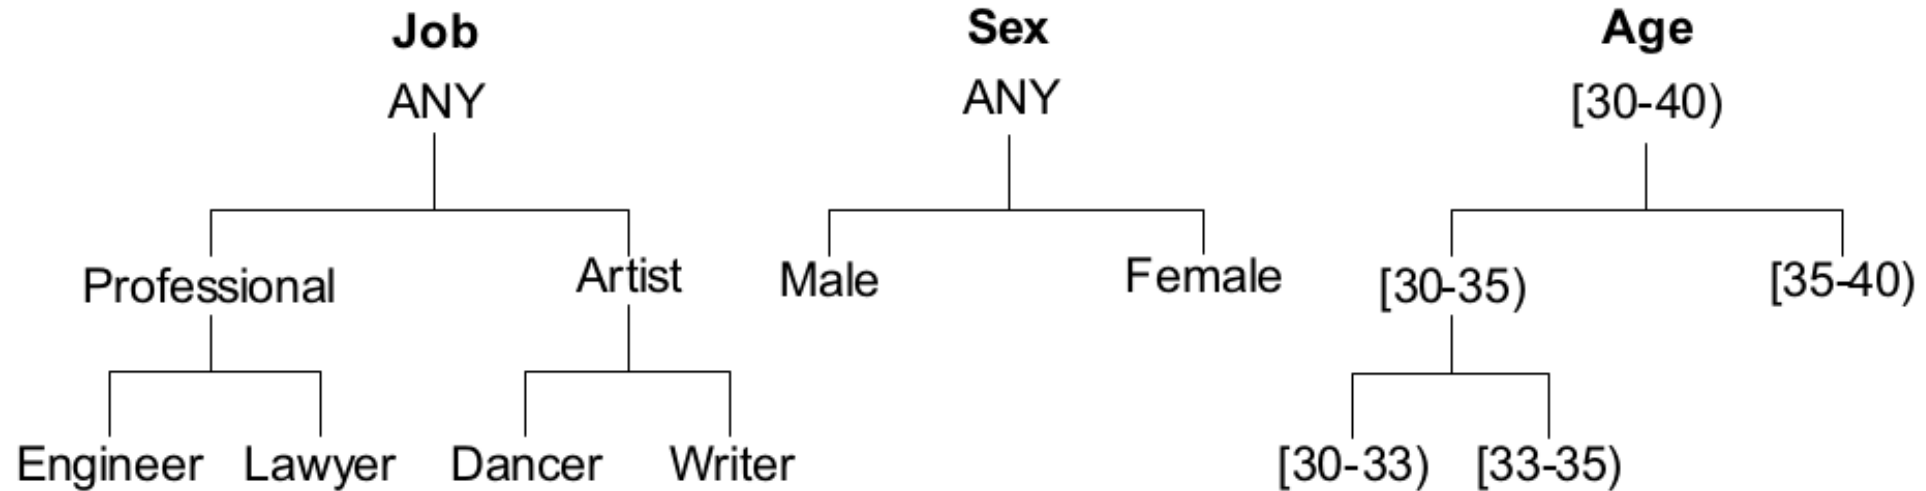 Job Sex Age
ANY ANY [30-40)
Professional Artist Male Female [30-35) [35-40)
Engineer Lawyer Dancer Writer [30-33) [33-35)